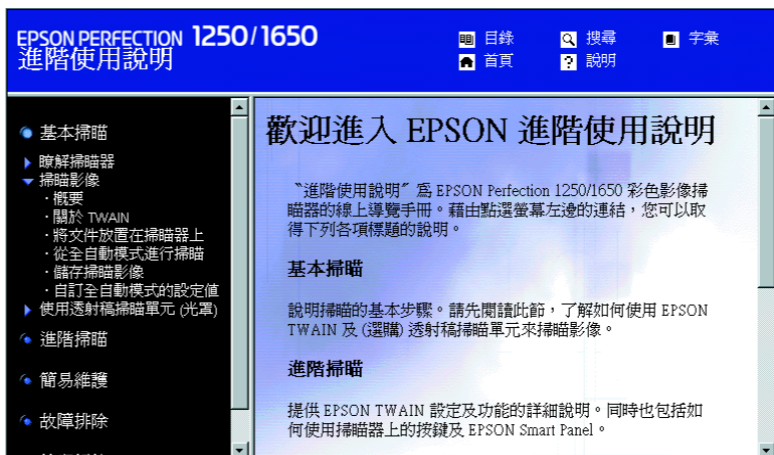 EPSON PERFECTION 1250/1650
進階使用說明
目錄 搜尋 字彙
首頁 說明
基本掃瞄
瞭解掃瞄器
掃瞄影像
・概要
・關於 TWAIN
・將文件放置在掃瞄器上
・從全自動模式進行掃瞄
・儲存掃瞄影像
・自訂全自動模式的設定值
使用透射稿掃瞄單元 (光罩)
進階掃瞄
簡易維護
故障排除
歡迎進入 EPSON 進階使用說明
〝進階使用說明〞為 EPSON Perfection 1250/1650 彩色影像掃
瞄器的線上導覽手冊。藉由點選螢幕左邊的連結，您可以取
得下列各項標題的說明。
基本掃瞄
說明掃瞄的基本步驟。請先閱讀此節，了解如何使用 EPSON
TWAIN 及 (選購) 透射稿掃瞄單元來掃瞄影像。
進階掃瞄
提供 EPSON TWAIN 設定及功能的詳細說明。同時也包括如
何使用掃瞄器上的按鍵及 EPSON Smart Panel。